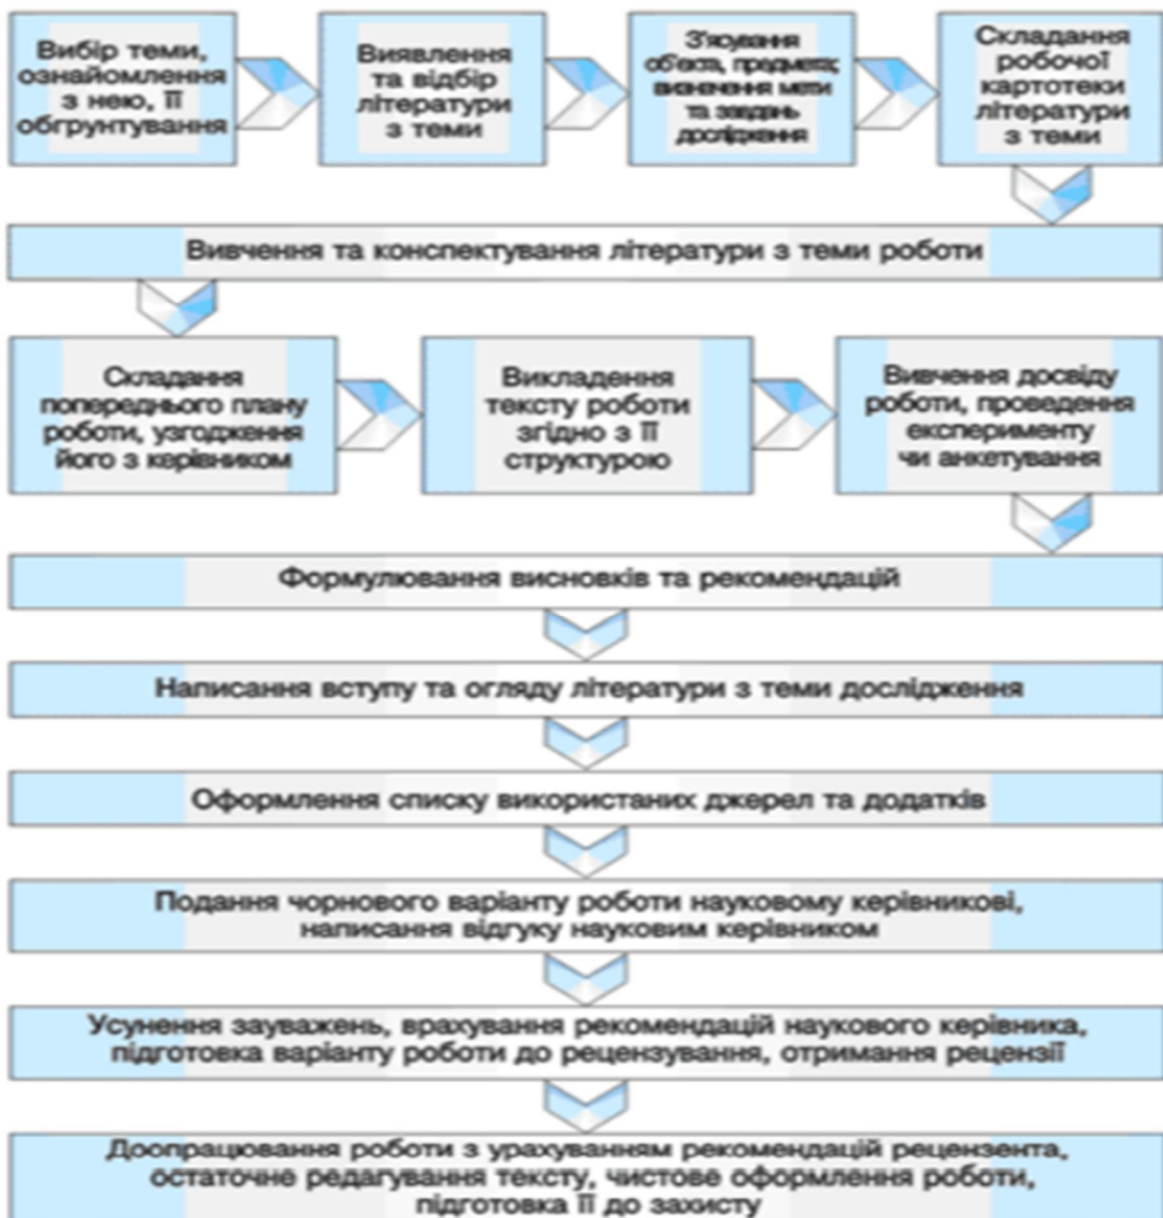 Вибір теми,
ознайомлення
з нею, її
обгрунтування
Виявлення
та відбір
літератури
з теми
З'ясування
об'єкта, предмета;
визначення мети
та завдань
дослідження
Складання
робочої
картотеки
літератури
з теми
Вивчення та конспектування літератури з теми роботи
Складання
попереднього плану
роботи, узгодження
його з керівником
Викладення
тексту роботи
згідно з її
структурою
Вивчення досвіду
роботи, проведення
експерименту
чи анкетування
Формулювання висновків та рекомендацій
Написання вступу та огляду літератури з теми дослідження
Оформлення списку використаних джерел та додатків
Подання чорнового варіанту роботи науковому керівникові,
написання відгуку науковим керівником
Усунення зауважень, врахування рекомендацій наукового керівника,
підготовка варіанту роботи до рецензування, отримання рецензії
Доопрацювання роботи з урахуванням рекомендацій рецензента,
остаточне редагування тексту, чистове оформлення роботи,
підготовка її до захисту